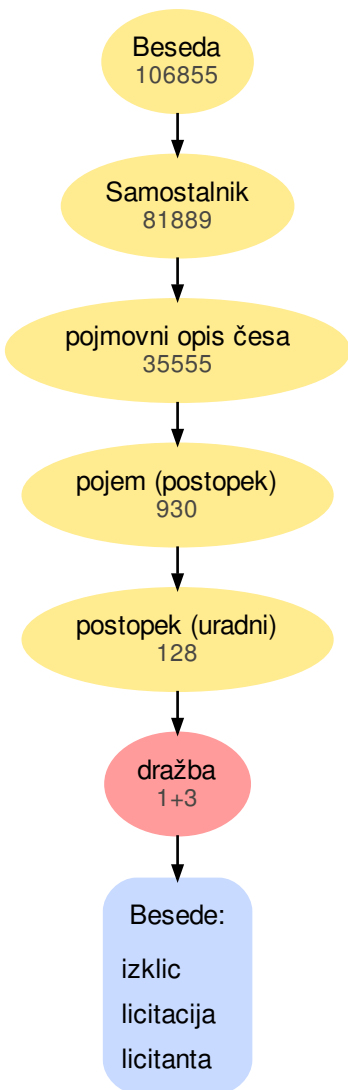 Beseda
106855
Samostalnik
81889
pojmovni opis česa
35555
pojem (postopek)
930
postopek (uradni)
128
dražba
1+3
Besede:
izklic
licitacija
licitanta